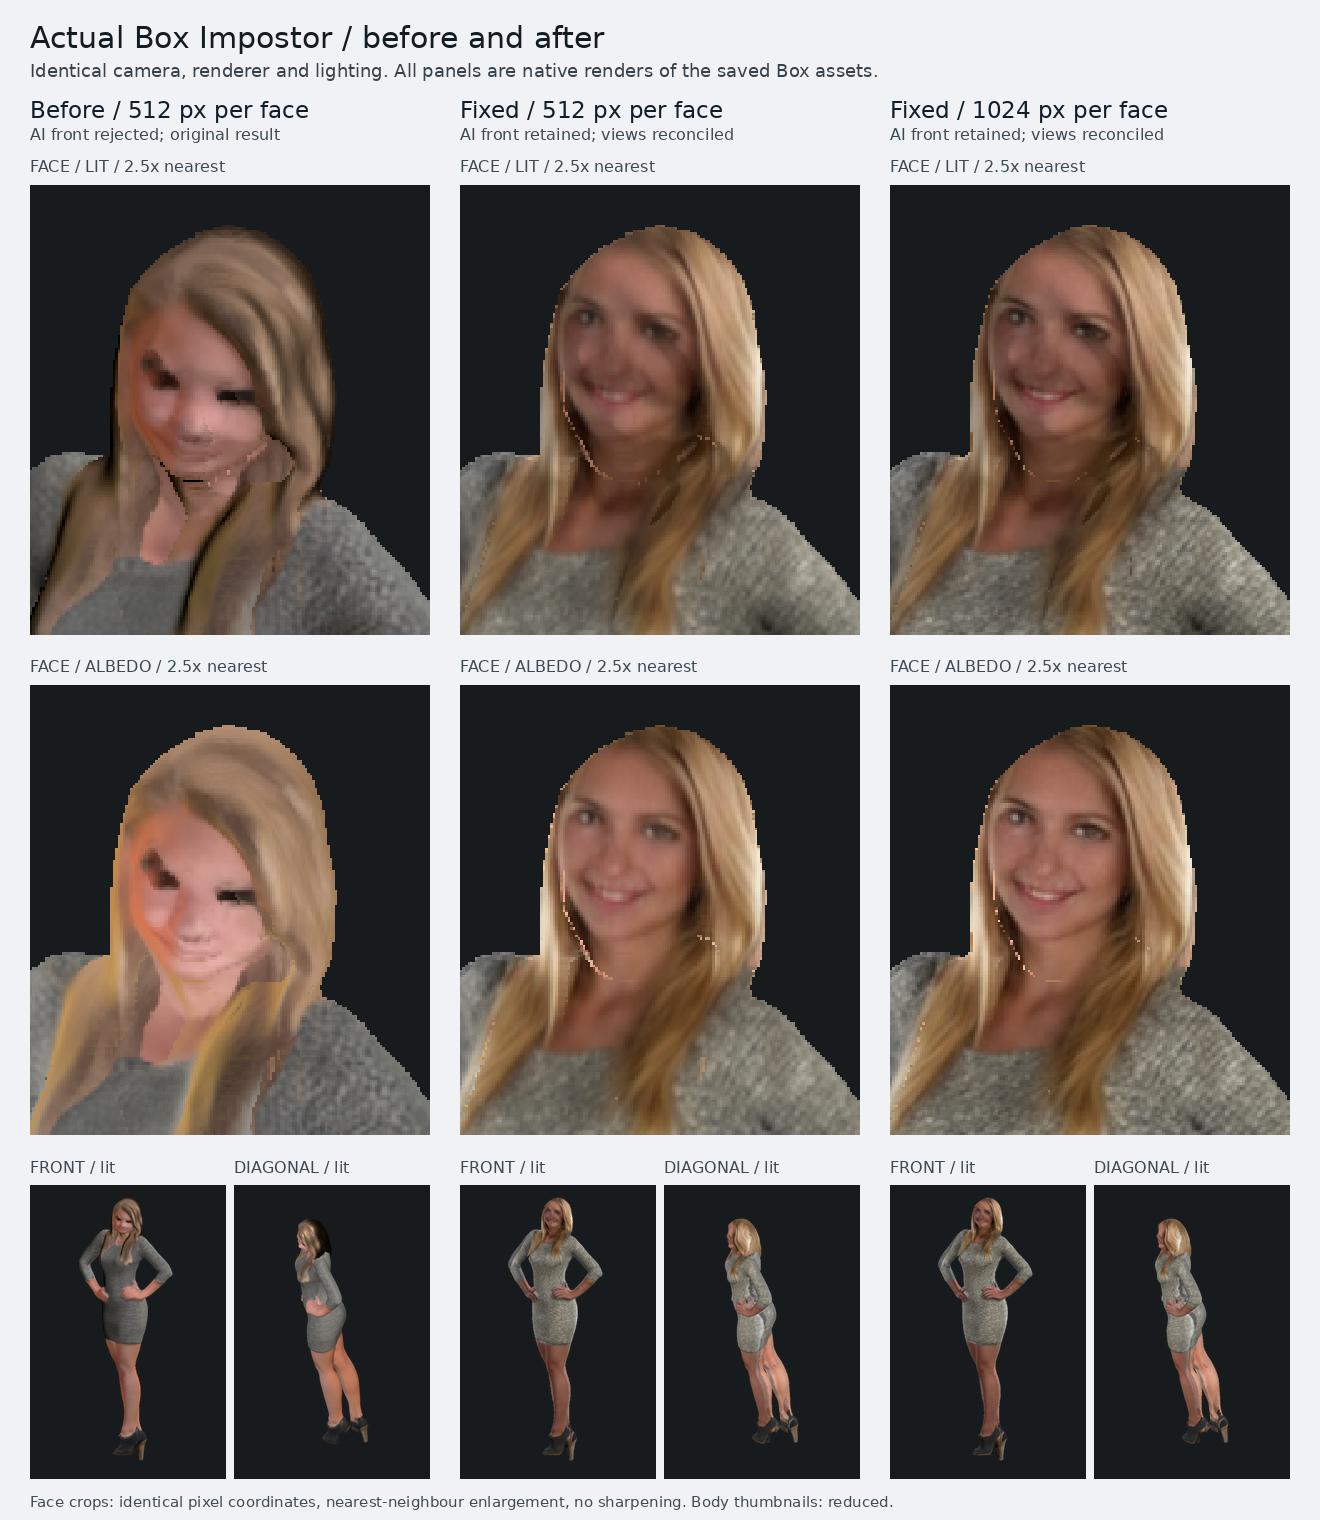 Actual Box Impostor / before and after
Identical camera, renderer and lighting. All panels are native renders of the saved Box assets.
Before / 512 px per face
AI front rejected; original result
FACE / LIT / 2.5x nearest
Fixed / 512 px per face
AI front retained; views reconciled
FACE / LIT / 2.5x nearest
Fixed / 1024 px per face
AI front retained; views reconciled
FACE / LIT / 2.5x nearest
FACE / ALBEDO / 2.5x nearest
FACE / ALBEDO / 2.5x nearest
FACE / ALBEDO / 2.5x nearest
FRONT / lit
DIAGONAL / lit
FRONT / lit
DIAGONAL / lit
FRONT / lit
DIAGONAL / lit
Face crops: identical pixel coordinates, nearest-neighbour enlargement, no sharpening. Body thumbnails: reduced.